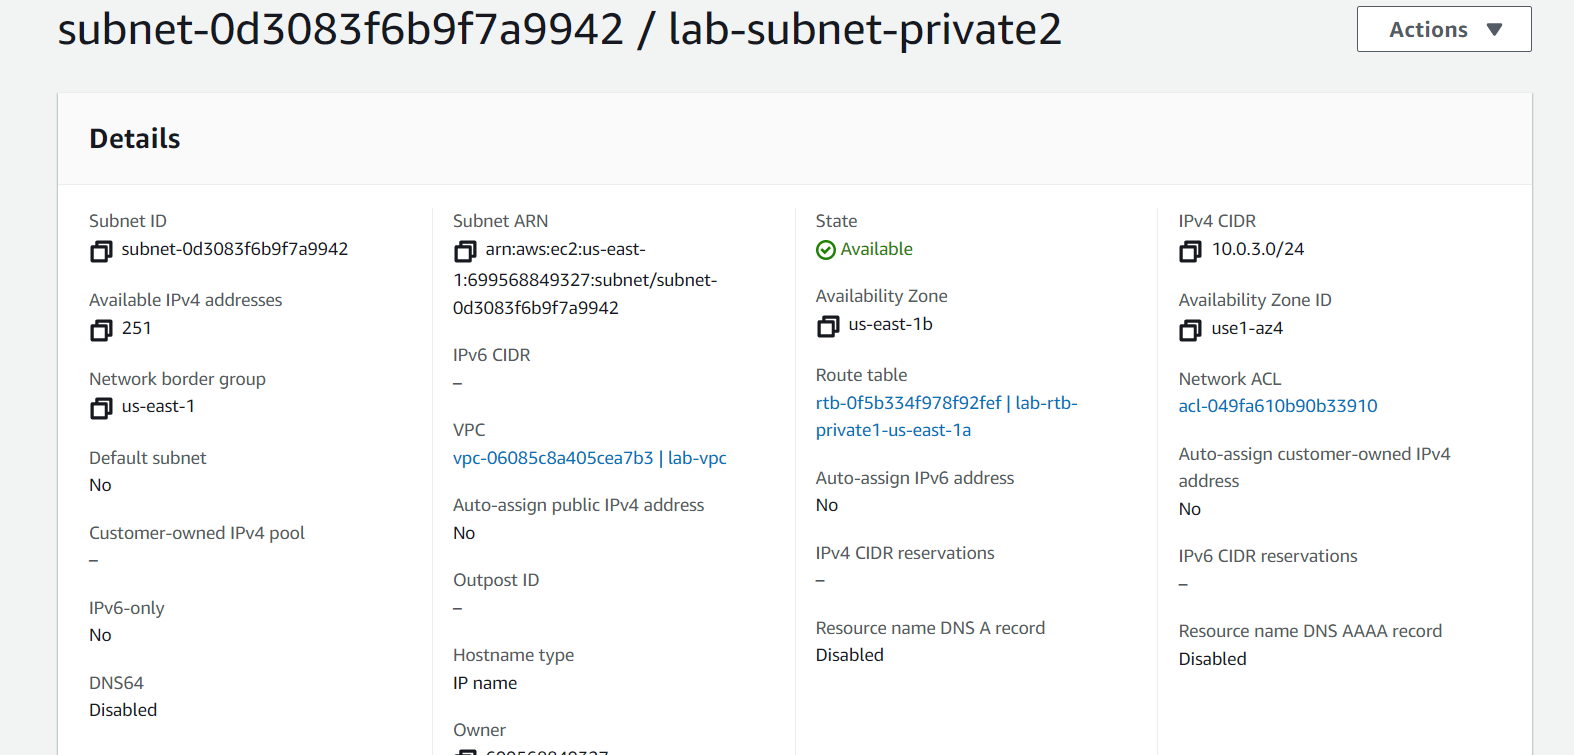 subnet-0d3083f6b9f7a9942 / lab-subnet-private2
Actions
Details
Subnet ID
subnet-0d3083f6b9f7a9942
Available IPv4 addresses
251
Network border group
us-east-1
Default subnet
No
Customer-owned IPv4 pool
–
IPv6-only
No
DNS64
Disabled
Subnet ARN
arn:aws:ec2:us-east-
1:699568849327:subnet/subnet-
0d3083f6b9f7a9942
IPv6 CIDR
–
VPC
vpc-06085c8a405cea7b3 | lab-vpc
Auto-assign public IPv4 address
No
Outpost ID
–
Hostname type
IP name
Owner
699568849327
State
Available
Availability Zone
us-east-1b
Route table
rtb-0f5b334f978f92fef | lab-rtb-
private1-us-east-1a
Auto-assign IPv6 address
No
IPv4 CIDR reservations
–
Resource name DNS A record
Disabled
IPv4 CIDR
10.0.3.0/24
Availability Zone ID
use1-az4
Network ACL
acl-049fa610b90b33910
Auto-assign customer-owned IPv4
address
No
IPv6 CIDR reservations
–
Resource name DNS AAAA record
Disabled